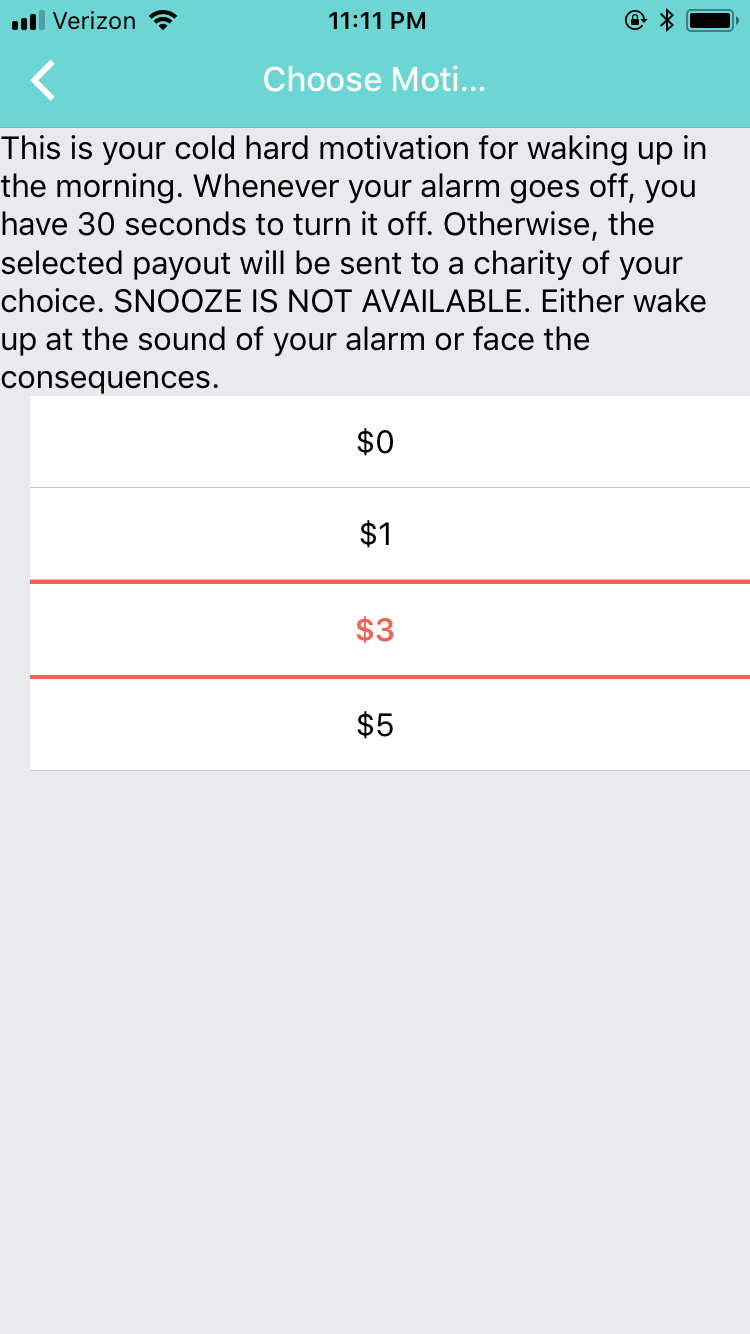 Verizon 11:11 PM
Choose Moti...
This is your cold hard motivation for waking up in
the morning. Whenever your alarm goes off, you
have 30 seconds to turn it off. Otherwise, the
selected payout will be sent to a charity of your
choice. SNOOZE IS NOT AVAILABLE. Either wake
up at the sound of your alarm or face the
consequences.
$0
$1
$3
$5